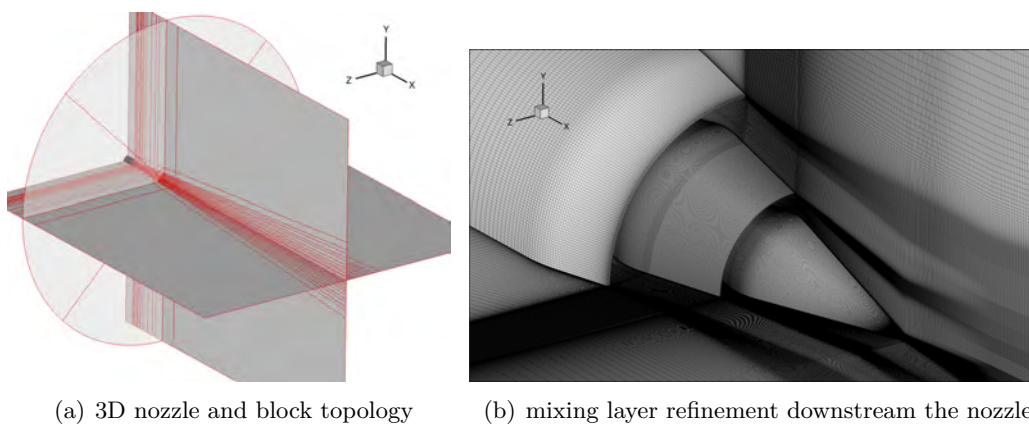 Y
Z
X
Y
Z
X
(a) 3D nozzle and block topology
(b) mixing layer refinement downstream the nozzle